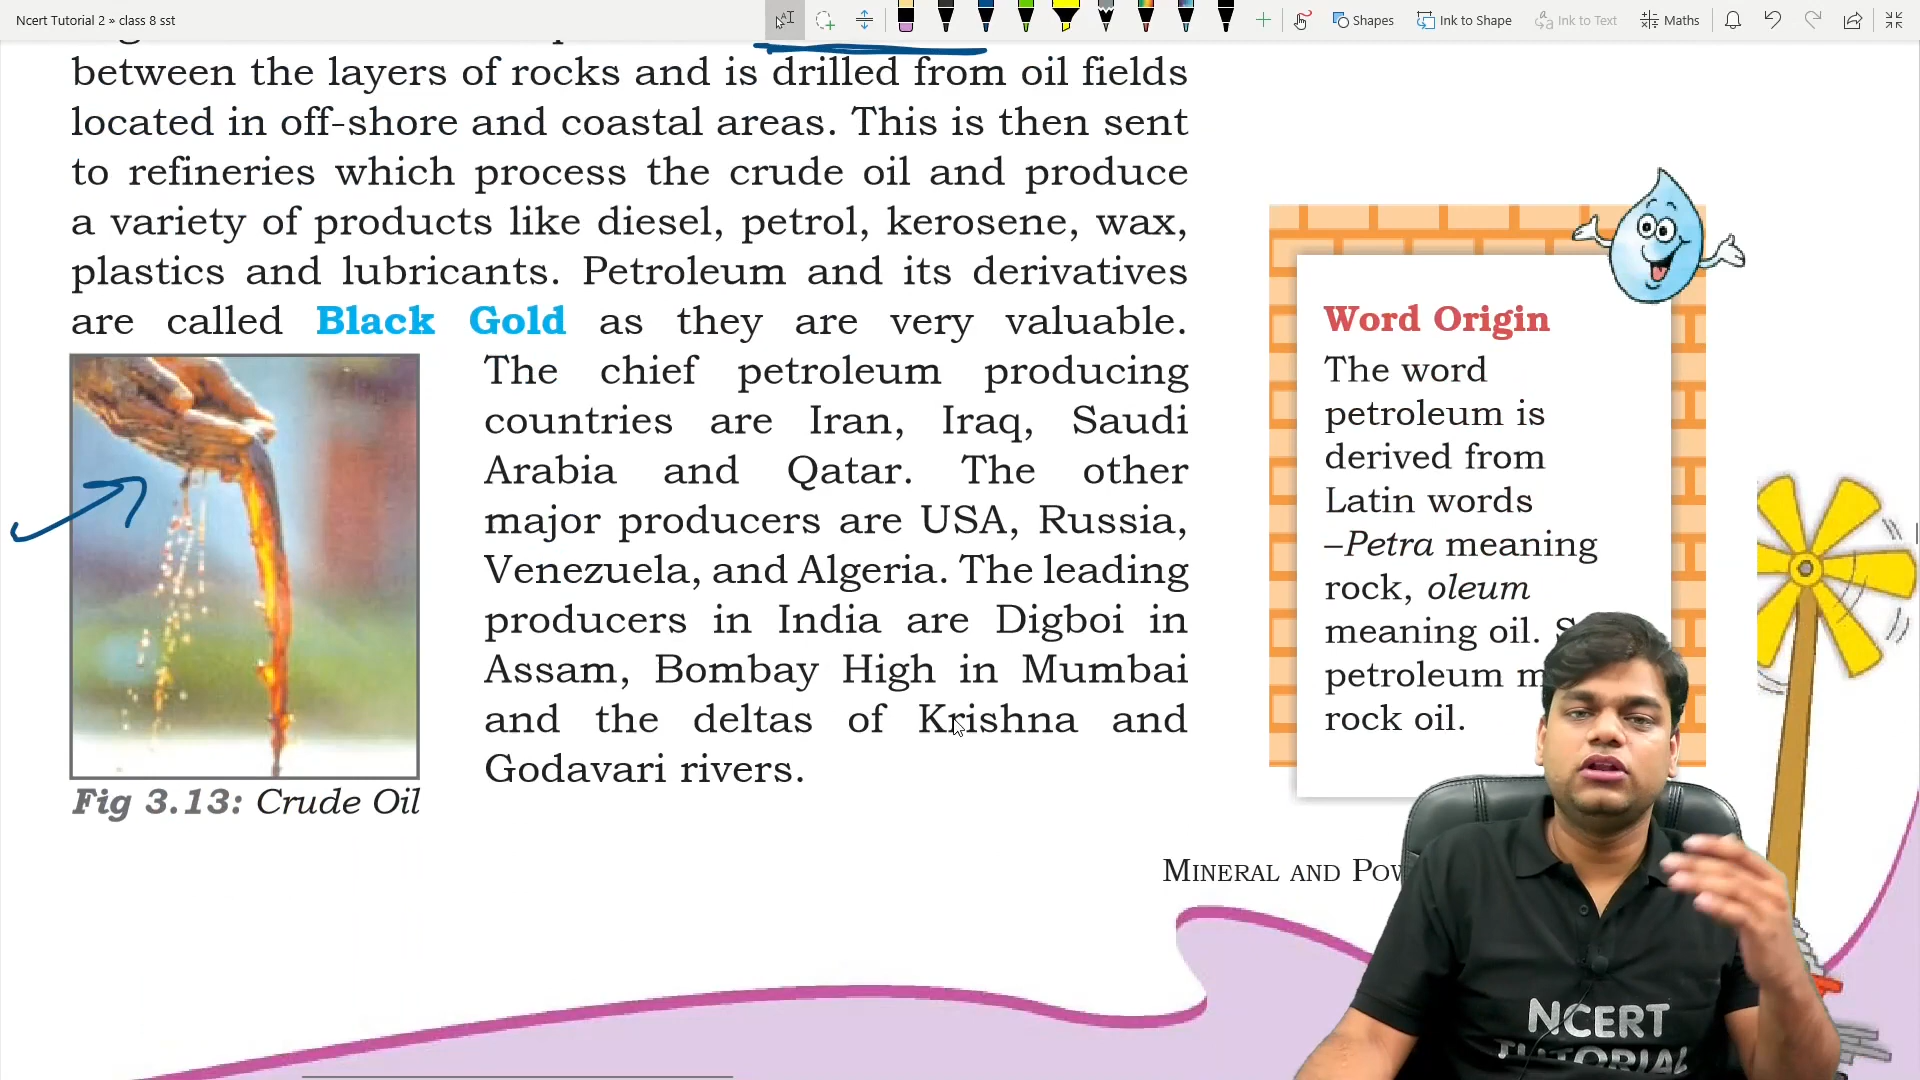 Ncert Tutorial 2 » class 8 sst
Shapes
Ink to Shape
Ink to Text
Maths
between the layers of rocks and is drilled from oil fields
located in off-shore and coastal areas. This is then sent
to refineries which process the crude oil and produce
a variety of products like diesel, petrol, kerosene, wax,
plastics and lubricants. Petroleum and its derivatives
are called Black Gold as they are very valuable.
The chief petroleum producing
countries are Iran, Iraq, Saudi
Arabia and Qatar. The other
major producers are USA, Russia,
Venezuela, and Algeria. The leading
producers in India are Digboi in
Assam, Bombay High in Mumbai
and the deltas of Krishna and
Godavari rivers.
Fig 3.13: Crude Oil
Word Origin
The word
petroleum is
derived from
Latin words
–Petra meaning
rock, oleum
meaning oil.
petroleum
rock oil.
MINERAL AND
NCERT
TUTORIAL